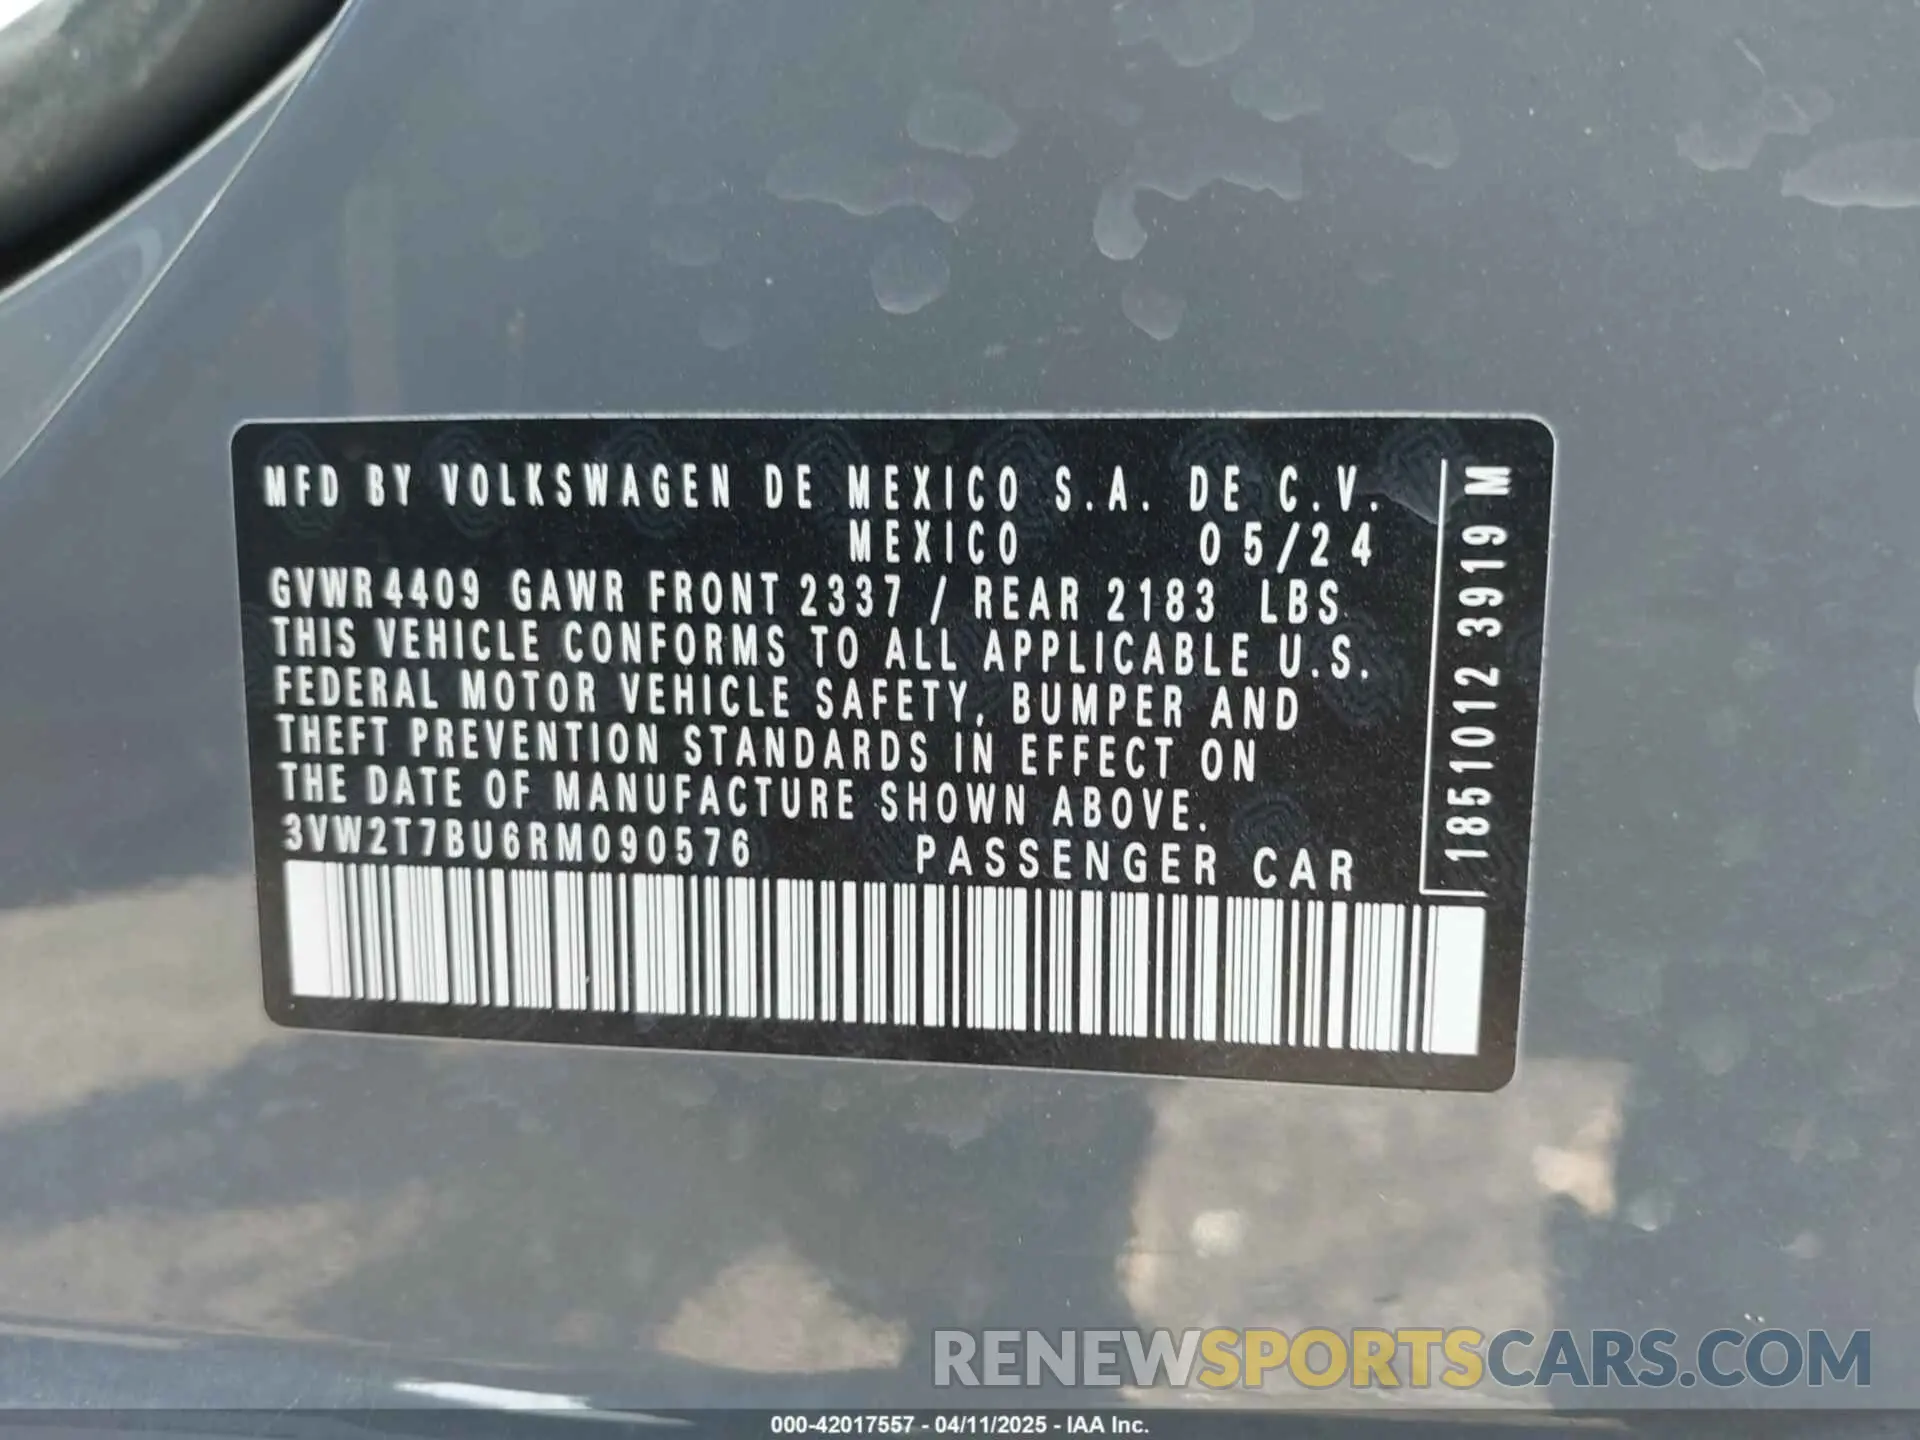 MFD BY VOLKSWAGEN DE MEXICO S.A. DE C.V.
MEXICO 05/24
GVWR 4409 GAWR FRONT 2337 / REAR 2183 LBS
THIS VEHICLE CONFORMS TO ALL APPLICABLE U.S.
FEDERAL MOTOR VEHICLE SAFETY, BUMPER AND
THEFT PREVENTION STANDARDS IN EFFECT ON
THE DATE OF MANUFACTURE SHOWN ABOVE.
3VW2T7BU6RM090576 PASSENGER CAR
1851012 3919 M
RENEWSPORTSCARS.COM
000-42017557 - 04/11/2025 - IAA Inc.